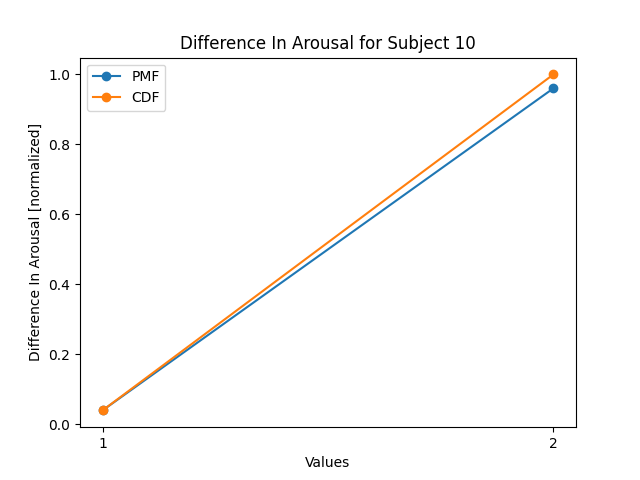 Difference In Arousal for Subject 10
PMF
CDF
Difference In Arousal [normalized]
1.0
0.8
0.6
0.4
0.2
0.0
1
2
Values